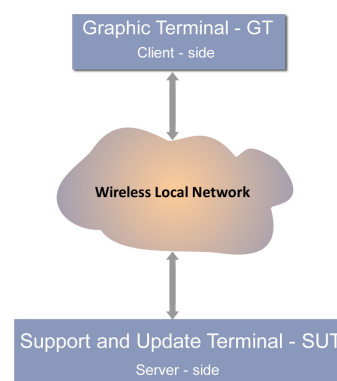 Graphic Terminal - GT
Client - side
Wireless Local Network
Support and Update Terminal - SUT
Server - side